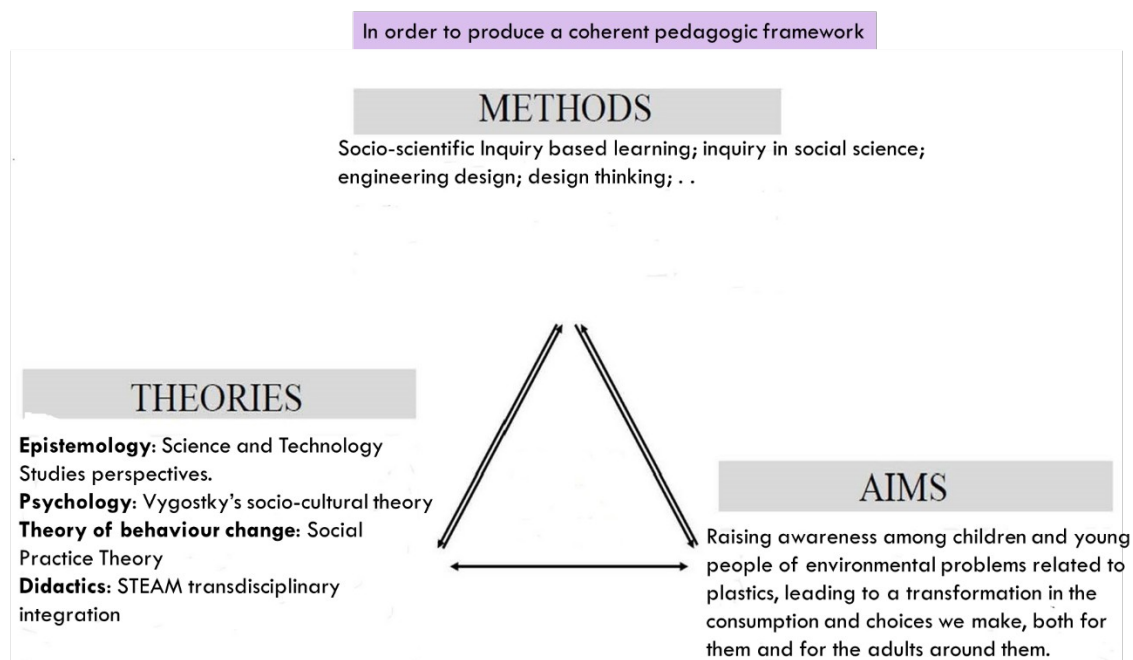 In order to produce a coherent pedagogic framework
METHODS
Socio-scientific Inquiry based learning; inquiry in social science;
engineering design; design thinking; . .
THEORIES
Epistemology: Science and Technology
Studies perspectives.
Psychology: Vygostky's socio-cultural theory
Theory of behaviour change: Social
Practice Theory
Didactics: STEAM transdisciplinary
integration
AIMS
Raising awareness among children and young
people of environmental problems related to
plastics, leading to a transformation in the
consumption and choices we make, both for
them and for the adults around them.